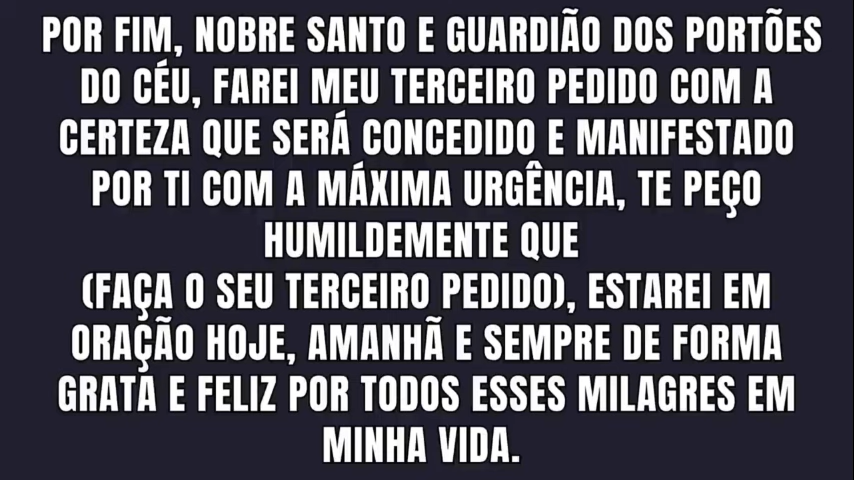 POR FIM, NOBRE SANTO E GUARDIÃO DOS PORTÕES
DO CÉU, FAREI MEU TERCEIRO PEDIDO COM A
CERTEZA QUE SERÁ CONCEDIDO E MANIFESTADO
POR TI COM A MÁXIMA URGÊNCIA, TE PEÇO
HUMILDEMENTE QUE
(FAÇA O SEU TERCEIRO PEDIDO), ESTAREI EM
ORAÇÃO HOJE, AMANHÃ E SEMPRE DE FORMA
GRATA E FELIZ POR TODOS ESSES MILAGRES EM
MINHA VIDA.